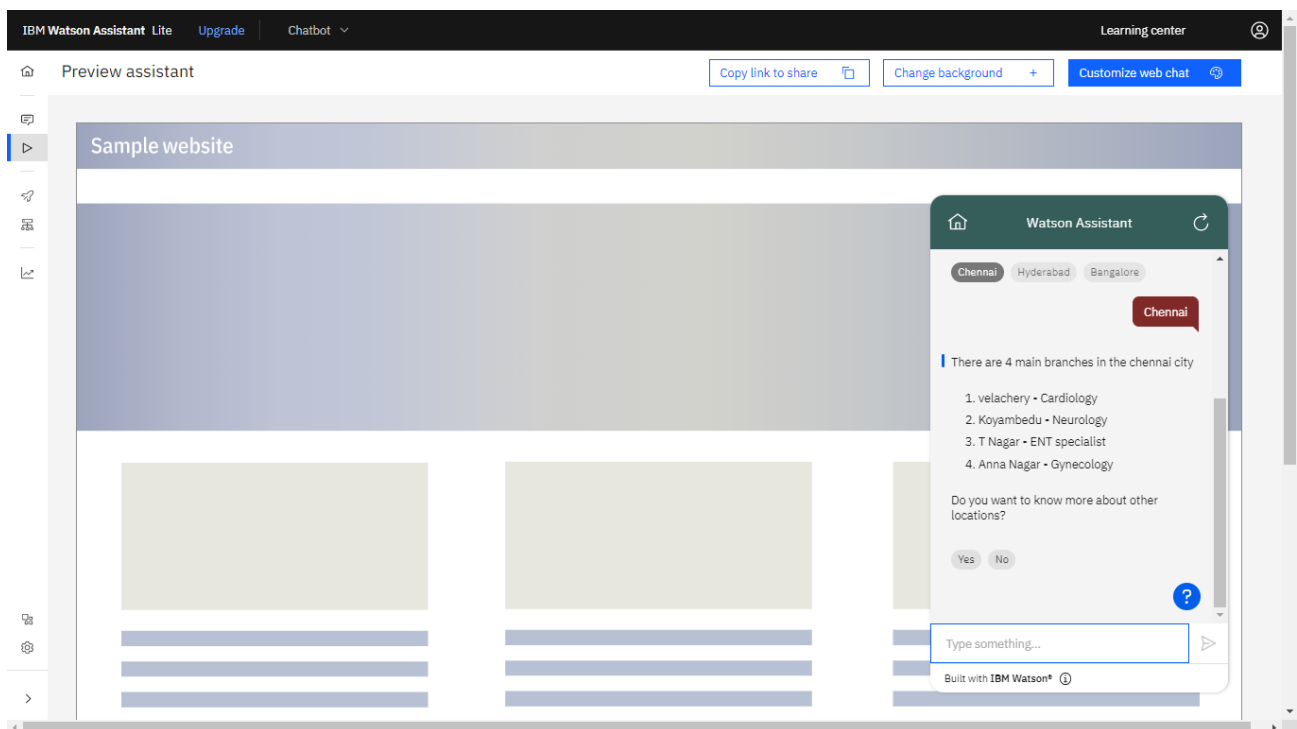 IBM Watson Assistant Lite Upgrade Chatbot Learning center
Preview assistant Copy link to share Change background + Customize web chat
Sample website
Watson Assistant
Chennai Hyderabad Bangalore
Chennai
There are 4 main branches in the chennai city
1. velachery - Cardiology
2. Koyambedu - Neurology
3. T Nagar - ENT specialist
4. Anna Nagar - Gynecology
Do you want to know more about other
locations?
Yes No
?
Type something...
Built with IBM Watson®